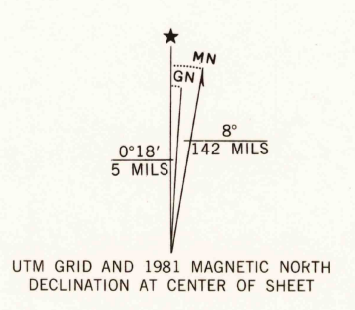 MN
GN
8°
142 MILS
0°18'
5 MILS
UTM GRID AND 1981 MAGNETIC NORTH
DECLINATION AT CENTER OF SHEET